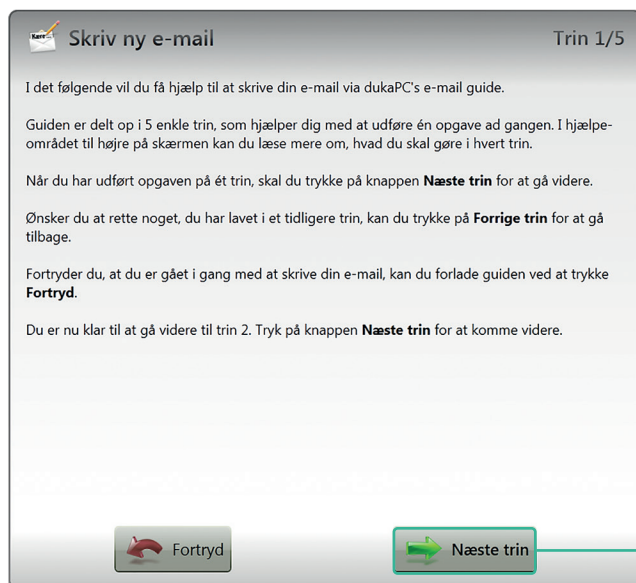 Kære...
Skriv ny e-mail
Trin 1/5
I det følgende vil du få hjælp til at skrive din e-mail via dukaPC's e-mail guide.
Guiden er delt op i 5 enkle trin, som hjælper dig med at udføre én opgave ad gangen. I hjælpe-
området til højre på skærmen kan du læse mere om, hvad du skal gøre i hvert trin.
Når du har udført opgaven på ét trin, skal du trykke på knappen Næste trin for at gå videre.
Ønsker du at rette noget, du har lavet i et tidligere trin, kan du trykke på Forrige trin for at gå
tilbage.
Fortryder du, at du er gået i gang med at skrive din e-mail, kan du forlade guiden ved at trykke
Fortryd.
Du er nu klar til at gå videre til trin 2. Tryk på knappen Næste trin for at komme videre.
Fortryd
Næste trin